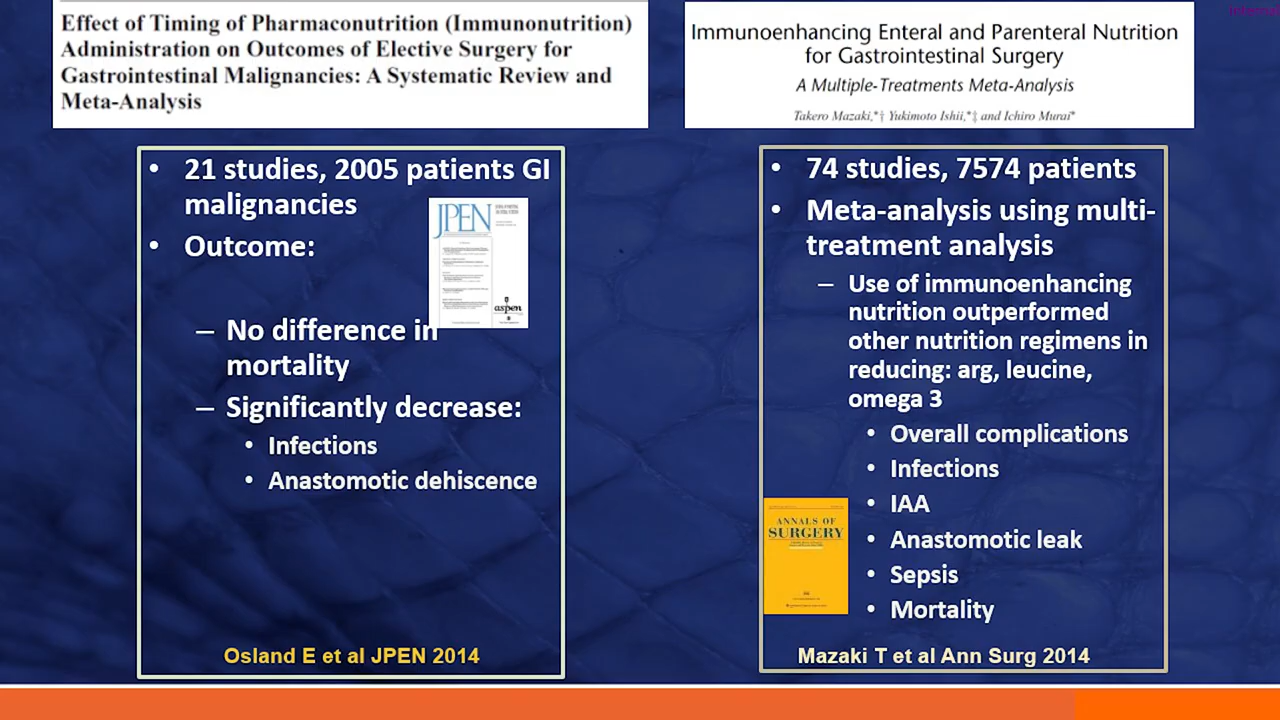 Effect of Timing of Pharmaconutrition (Immunonutrition)
Administration on Outcomes of Elective Surgery for
Gastrointestinal Malignancies: A Systematic Review and
Meta-Analysis
• 21 studies, 2005 patients GI
malignancies
• Outcome:
JPEN
aspen
– No difference in
mortality
– Significantly decrease:
• Infections
• Anastomotic dehiscence
Osland E et al JPEN 2014
Immunoenhancing Enteral and Parenteral Nutrition
for Gastrointestinal Surgery
A Multiple-Treatments Meta-Analysis
Takero Mazaki,*† Yukimoto Ishii,*‡ and Ichiro Murai*
• 74 studies, 7574 patients
• Meta-analysis using multi-
treatment analysis
– Use of immunoenhancing
nutrition outperformed
other nutrition regimens in
reducing: arg, leucine,
omega 3
• Overall complications
• Infections
• IAA
• Anastomotic leak
• Sepsis
• Mortality
ANNALS OF
SURGERY
Mazaki T et al Ann Surg 2014